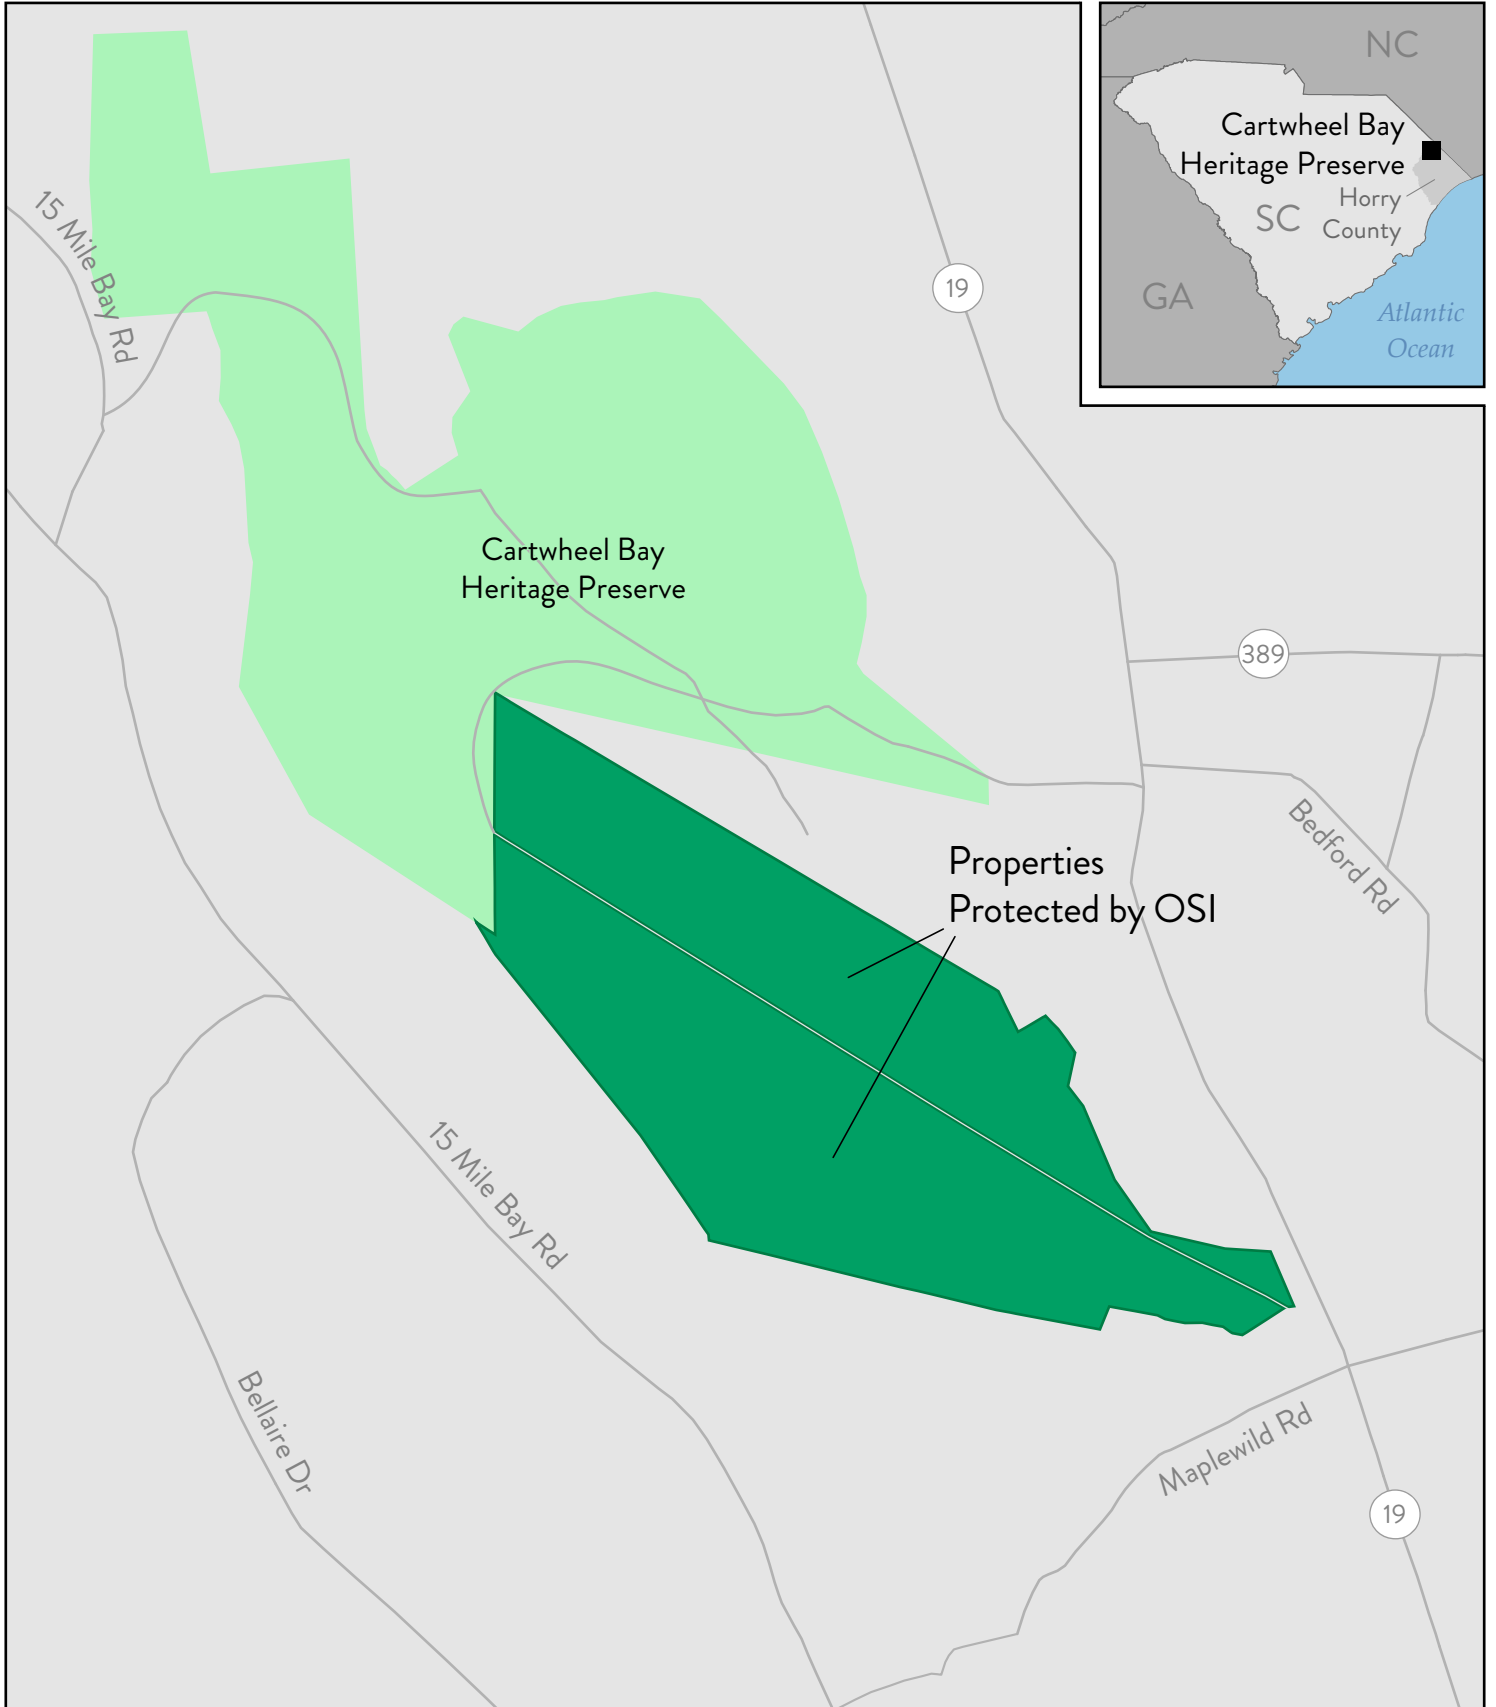 NC
Cartwheel Bay
Heritage Preserve
Horry
County
SC
GA
Atlantic
Ocean
15 Mile Bay Rd
19
Cartwheel Bay
Heritage Preserve
389
Bedford Rd
Properties
Protected by OSI
15 Mile Bay Rd
Bellaire Dr
Maplewild Rd
19